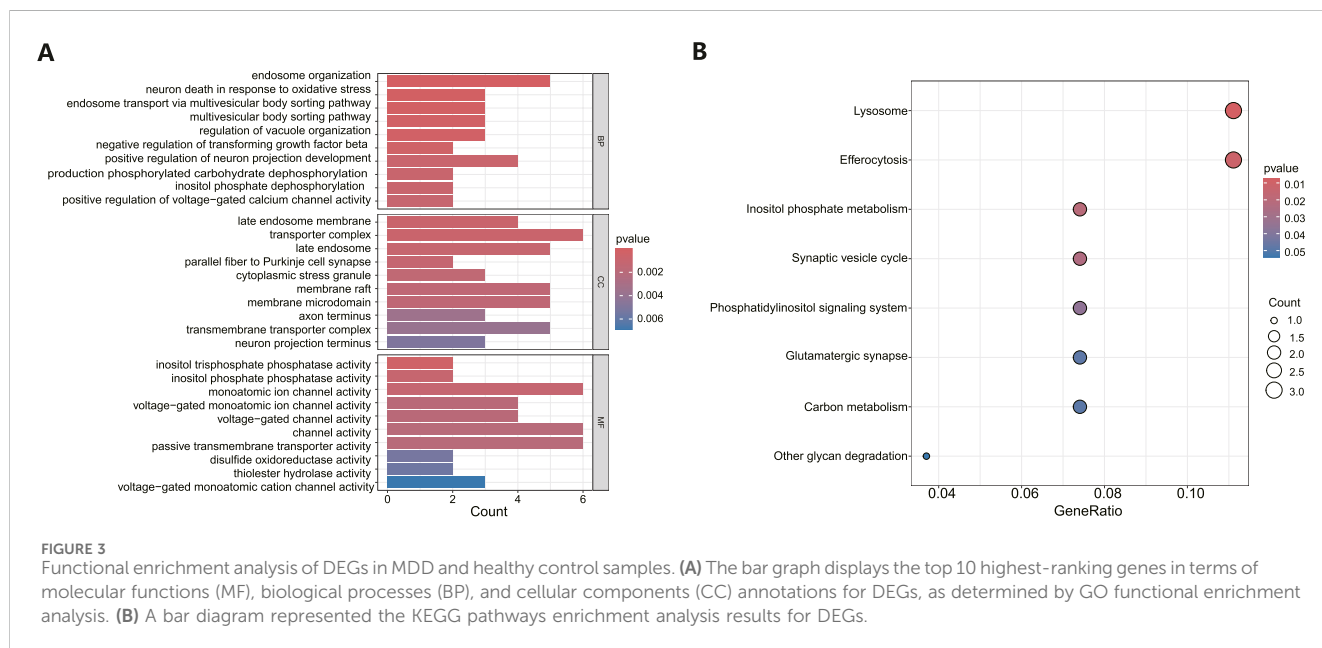 A
endosome organization
neuron death in response to oxidative stress
endosome transport via multivesicular body sorting pathway
multivesicular body sorting pathway
regulation of vacuole organization
negative regulation of transforming growth factor beta
positive regulation of neuron projection development
production phosphorylated carbohydrate dephosphorylation
inositol phosphate dephosphorylation
positive regulation of voltage-gated calcium channel activity
BP
late endosome membrane
transporter complex
late endosome
parallel fiber to Purkinje cell synapse
cytoplasmic stress granule
membrane raft
membrane microdomain
axon terminus
transmembrane transporter complex
neuron projection terminus
CC
inositol trisphosphate phosphatase activity
inositol phosphate phosphatase activity
monoatomic ion channel activity
voltage-gated monoatomic ion channel activity
voltage-gated channel activity
channel activity
passive transmembrane transporter activity
disulfide oxidoreductase activity
thiolester hydrolase activity
voltage-gated monoatomic cation channel activity
MF
0 2 4 6
Count
pvalue
0.002
0.004
0.006
B
Lysosome
Efferocytosis
Inositol phosphate metabolism
Synaptic vesicle cycle
Phosphatidylinositol signaling system
Glutamatergic synapse
Carbon metabolism
Other glycan degradation
0.04 0.06 0.08 0.10
GeneRatio
pvalue
0.01
0.02
0.03
0.04
0.05
Count
1.0
1.5
2.0
2.5
3.0
FIGURE 3
Functional enrichment analysis of DEGs in MDD and healthy control samples. (A) The bar graph displays the top 10 highest-ranking genes in terms of
molecular functions (MF), biological processes (BP), and cellular components (CC) annotations for DEGs, as determined by GO functional enrichment
analysis. (B) A bar diagram represented the KEGG pathways enrichment analysis results for DEGs.